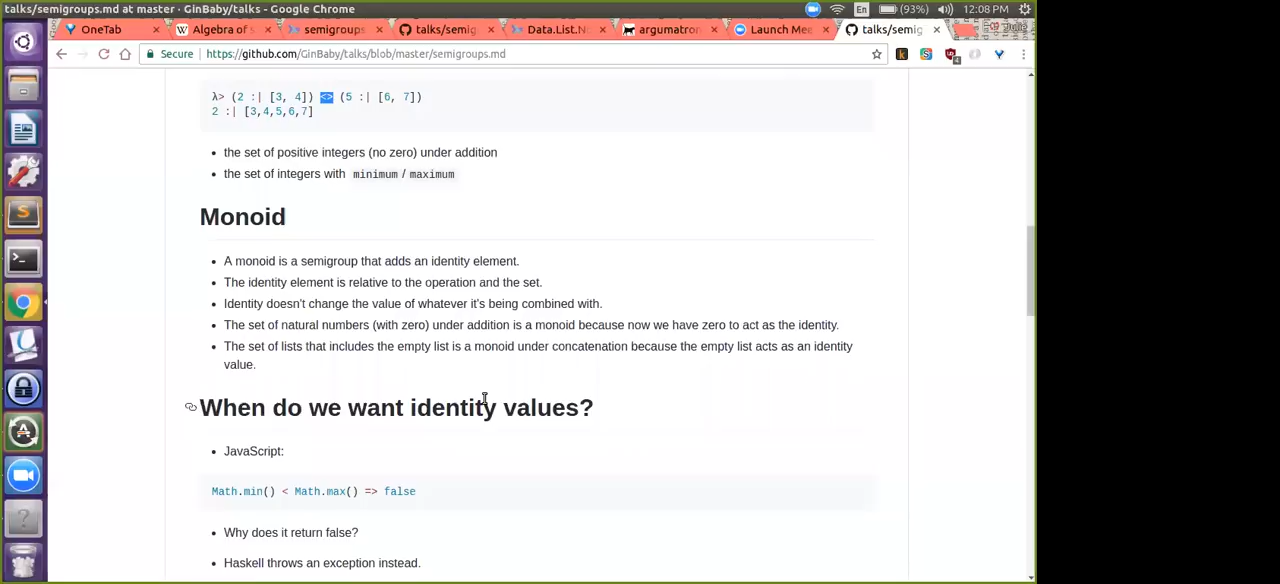 talks/semigroups.md at master · GinBaby/talks - Google Chrome
En (93%) 12:08 PM
OneTab
Algebra of s
semigroups
talks/semig
Data.List.N
argumatron
Launch Mee
talks/semig
Secure https://github.com/GinBaby/talks/blob/master/semigroups.md
λ> (2 :| [3, 4]) <> (5 :| [6, 7])
2 :| [3,4,5,6,7]
• the set of positive integers (no zero) under addition
• the set of integers with minimum / maximum
Monoid
• A monoid is a semigroup that adds an identity element.
• The identity element is relative to the operation and the set.
• Identity doesn't change the value of whatever it's being combined with.
• The set of natural numbers (with zero) under addition is a monoid because now we have zero to act as the identity.
• The set of lists that includes the empty list is a monoid under concatenation because the empty list acts as an identity
value.
When do we want identity values?
• JavaScript:
Math.min() < Math.max() => false
• Why does it return false?
• Haskell throws an exception instead.